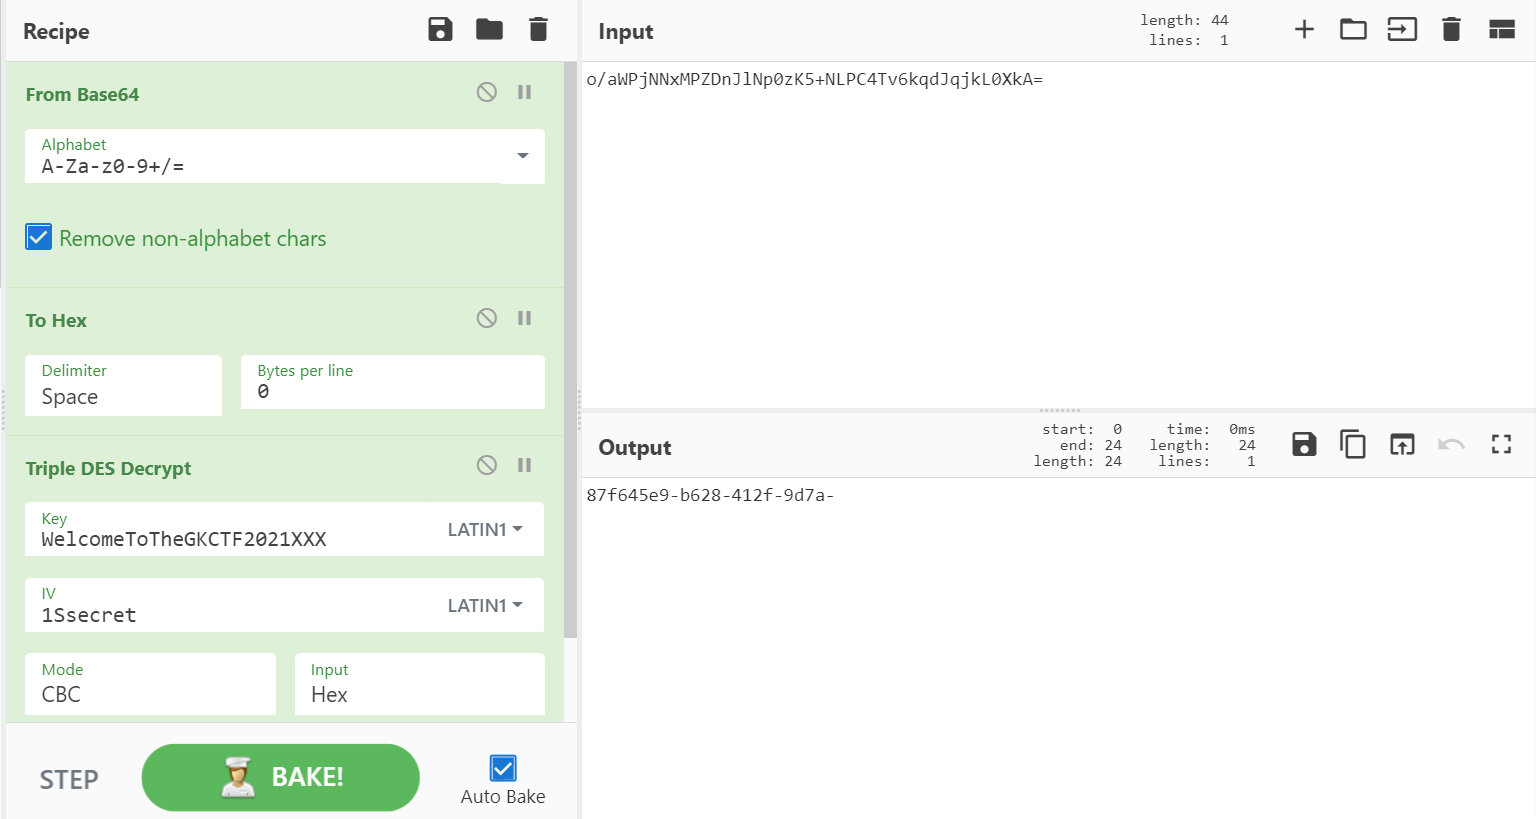 Recipe
From Base64
Alphabet
A-Za-z0-9+/=
Remove non-alphabet chars
To Hex
Delimiter
Space
Bytes per line
0
Triple DES Decrypt
Key
WelcomeToTheGKCTF2021XXX
LATIN1
IV
1Ssecret
LATIN1
Mode
CBC
Input
Hex
STEP
BAKE!
Auto Bake
Input
length: 44
lines: 1
o/aWPjNNxMPZDnJlNp0zK5+NLPC4Tv6kqdJqjkL0XkA=
Output
start: 0
end: 24
length: 24
time: 0ms
length: 24
lines: 1
87f645e9-b628-412f-9d7a-